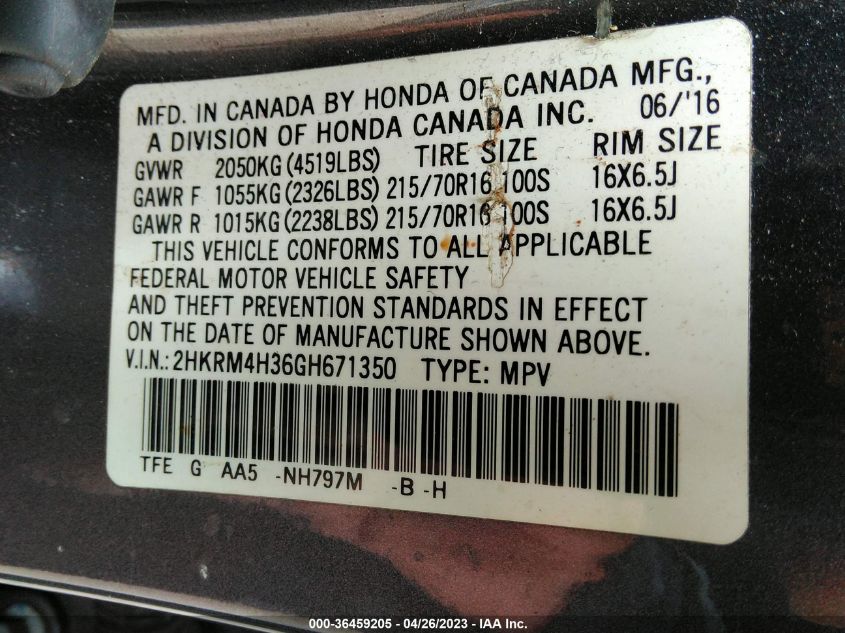 MFD. IN CANADA BY HONDA OF CANADA MFG.,
A DIVISION OF HONDA CANADA INC. 06/'16
GVWR 2050KG (4519LBS) TIRE SIZE RIM SIZE
GAWR F 1055KG (2326LBS) 215/70R16 100S 16X6.5J
GAWR R 1015KG (2238LBS) 215/70R16 100S 16X6.5J
THIS VEHICLE CONFORMS TO ALL APPLICABLE
FEDERAL MOTOR VEHICLE SAFETY
AND THEFT PREVENTION STANDARDS IN EFFECT
ON THE DATE OF MANUFACTURE SHOWN ABOVE.
V.I.N.: 2HKRM4H36GH671350 TYPE: MPV
TFE G AA5 -NH797M -B -H
000-36459205 - 04/26/2023 - IAA Inc.